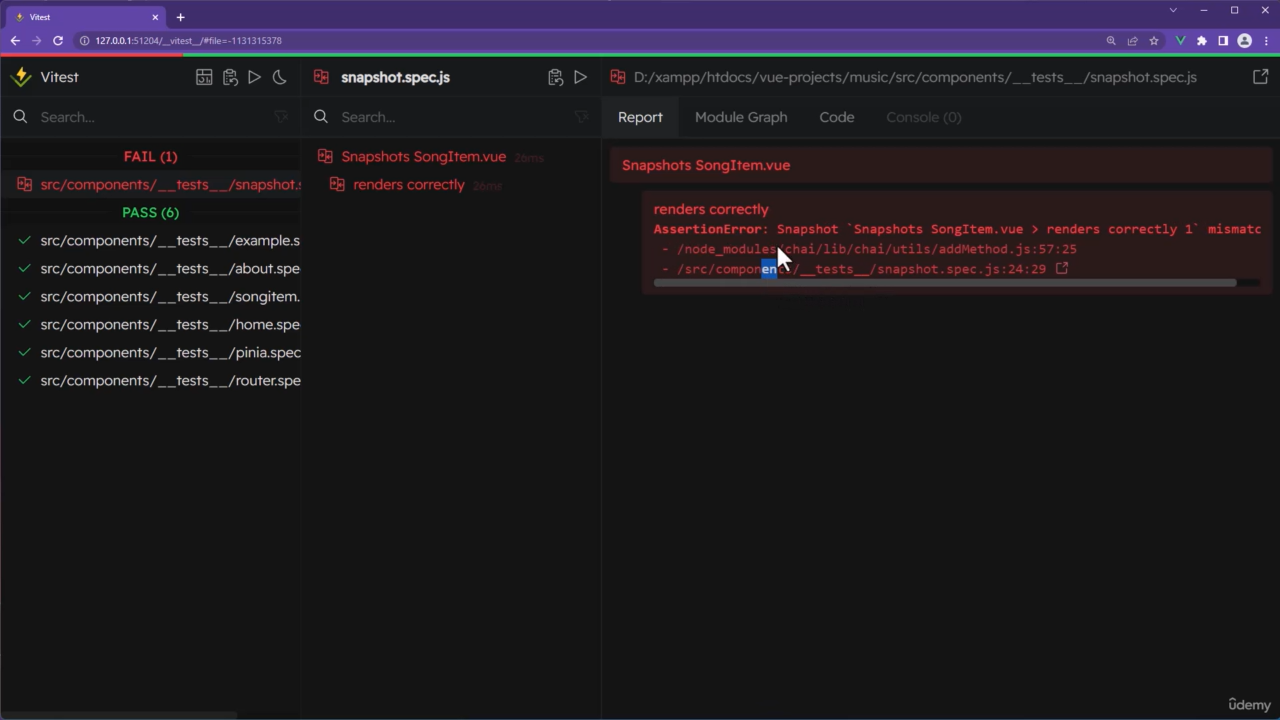 Vitest
127.0.0.1:51204/__vitest__/#file=-1131315378
Vitest
snapshot.spec.js
D:/xampp/htdocs/vue-projects/music/src/components/__tests__/snapshot.spec.js
Search...
Search...
Report
Module Graph
Code
Console (0)
FAIL (1)
src/components/__tests__/snapshot.s
PASS (6)
src/components/__tests__/example.s
src/components/__tests__/about.spe
src/components/__tests__/songitem.
src/components/__tests__/home.spe
src/components/__tests__/pinia.spec
src/components/__tests__/router.spe
Snapshots SongItem.vue 26ms
renders correctly 26ms
Snapshots SongItem.vue
renders correctly
AssertionError: Snapshot `Snapshots SongItem.vue > renders correctly 1` mismatc
- /node_modules/chai/lib/chai/utils/addMethod.js:57:25
- /src/components/__tests__/snapshot.spec.js:24:29
ûdemy